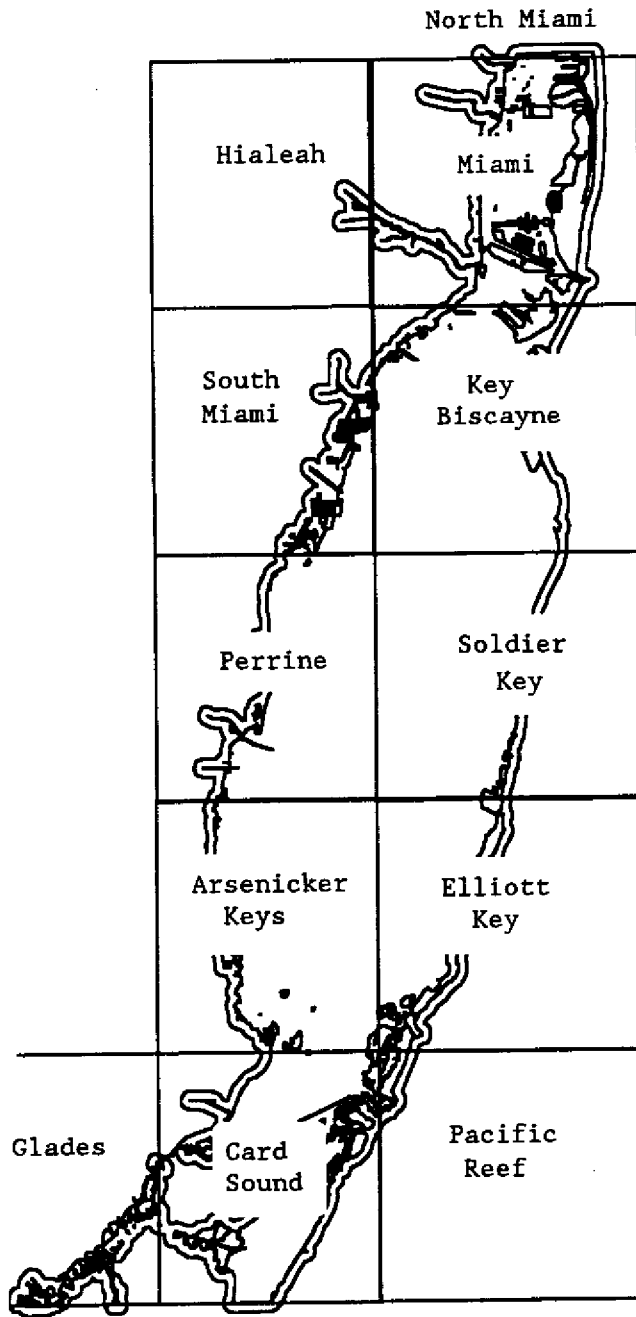 North Miami
Hialeah
Miami
South
Miami
Key
Biscayne
Perrine
Soldier
Key
Arsenicker
Keys
Elliott
Key
Glades
Card
Sound
Pacific
Reef